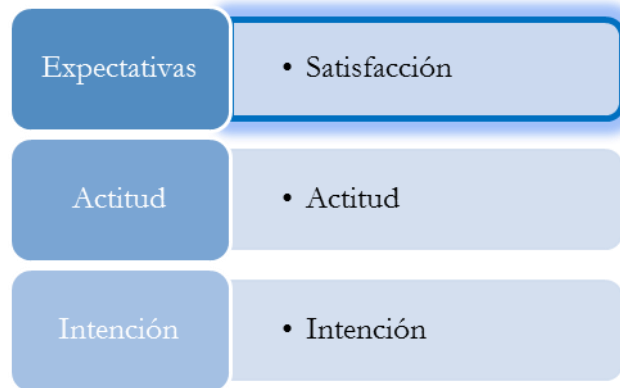 Expectativas
• Satisfacción
Actitud
• Actitud
Intención
• Intención